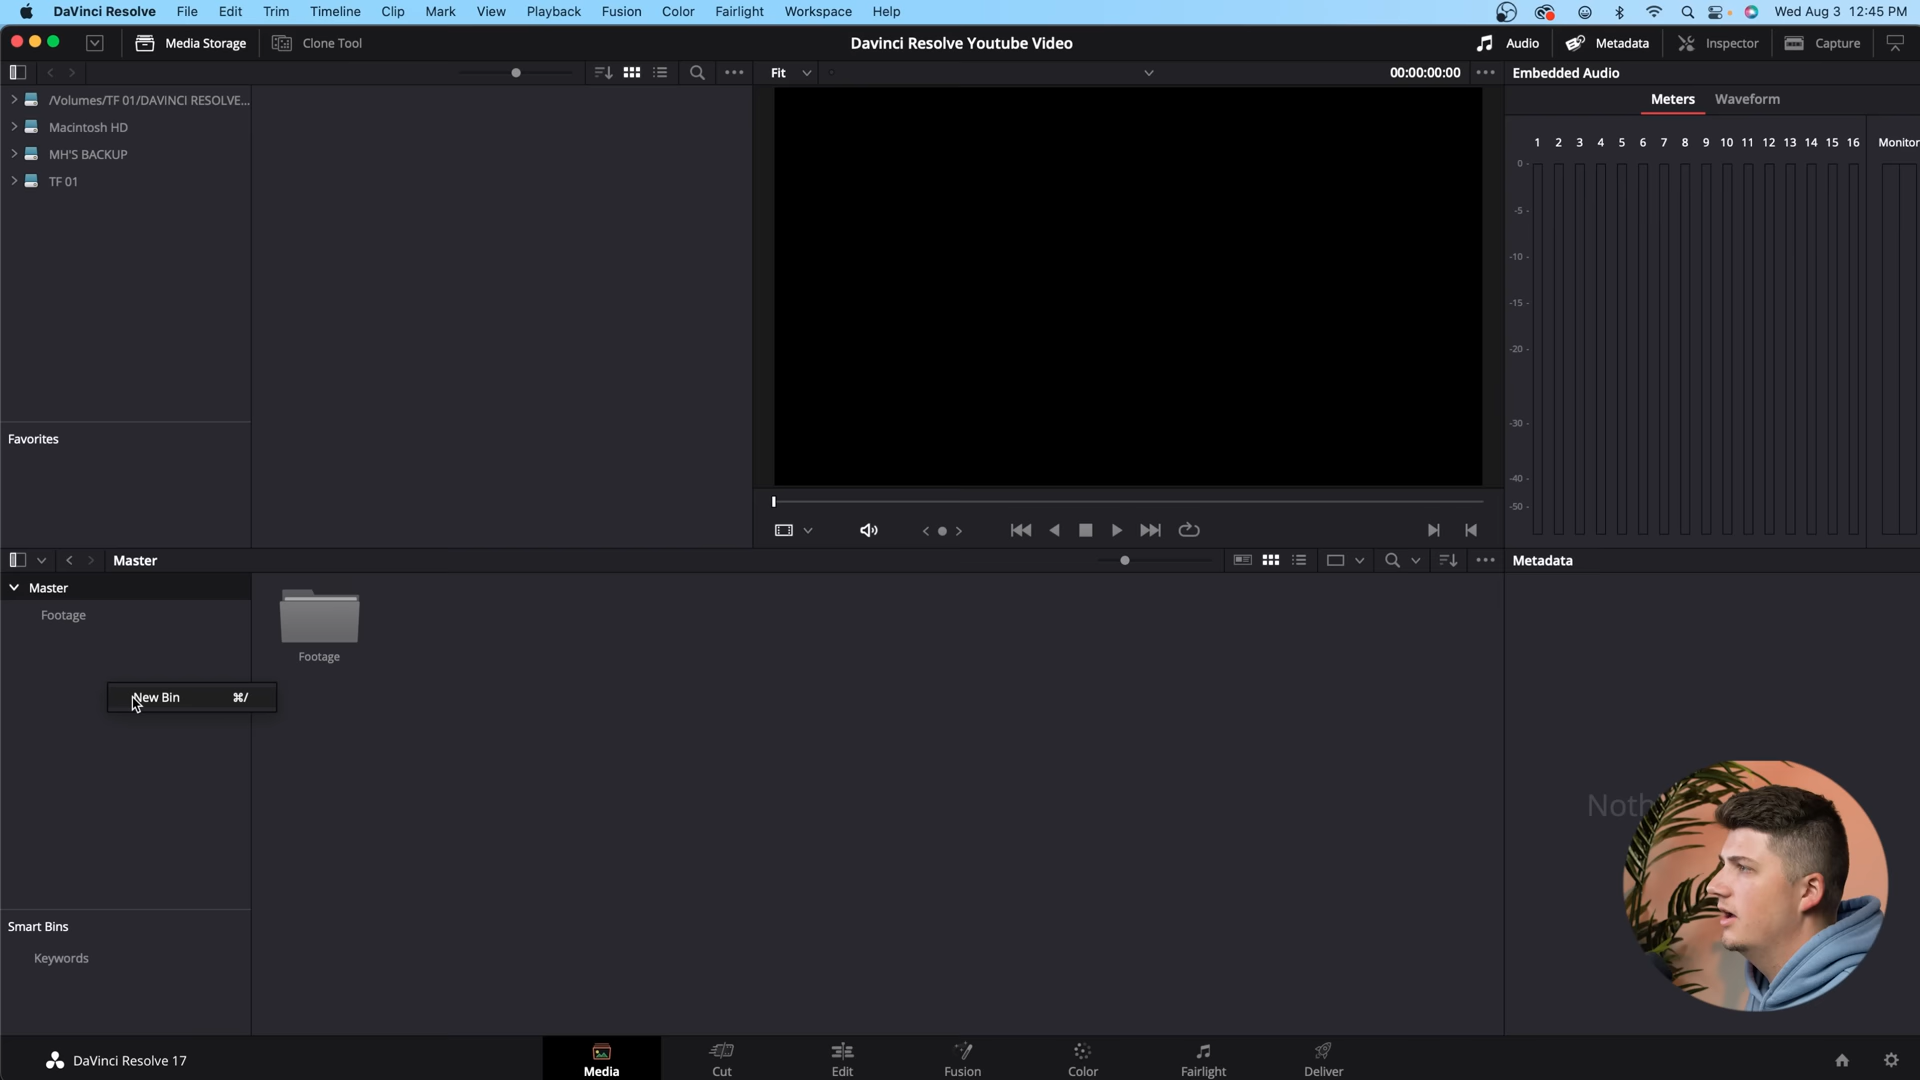 DaVinci Resolve File Edit Trim Timeline Clip Mark View Playback Fusion Color Fairlight Workspace Help Wed Aug 3 12:45 PM
Media Storage Clone Tool Davinci Resolve Youtube Video Audio Metadata Inspector Capture
Fit 00:00:00:00 Embedded Audio
/Volumes/TF 01/DAVINCI RESOLVE...
Macintosh HD
MH'S BACKUP
TF 01
Meters Waveform
1 2 3 4 5 6 7 8 9 10 11 12 13 14 15 16 Monitor
0 -
-5 -
-10 -
-15 -
-20 -
-30 -
-40 -
-50 -
Favorites
Master
Metadata
Master
Footage
Footage
New Bin ⌘/
Smart Bins
Keywords
DaVinci Resolve 17
Media Cut Edit Fusion Color Fairlight Deliver